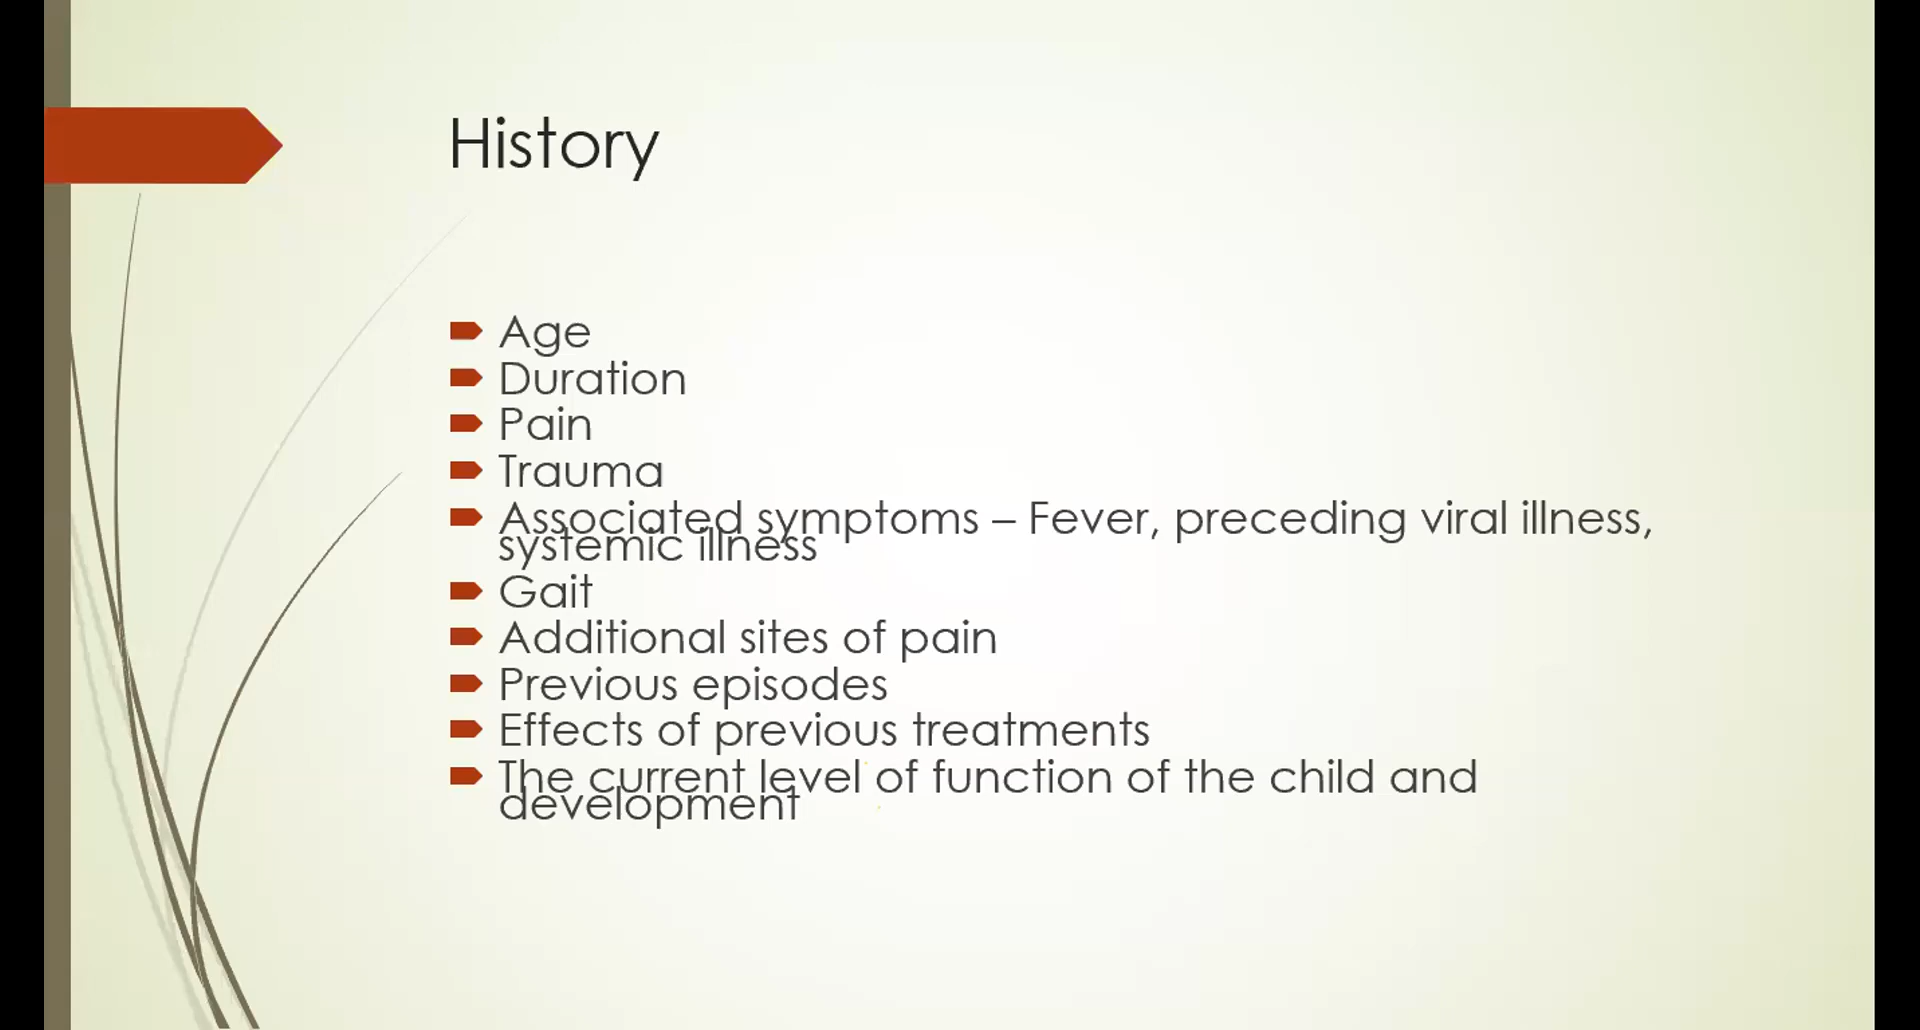 History
Age
Duration
Pain
Trauma
Associated symptoms – Fever, preceding viral illness,
systemic illness
Gait
Additional sites of pain
Previous episodes
Effects of previous treatments
The current level of function of the child and
development